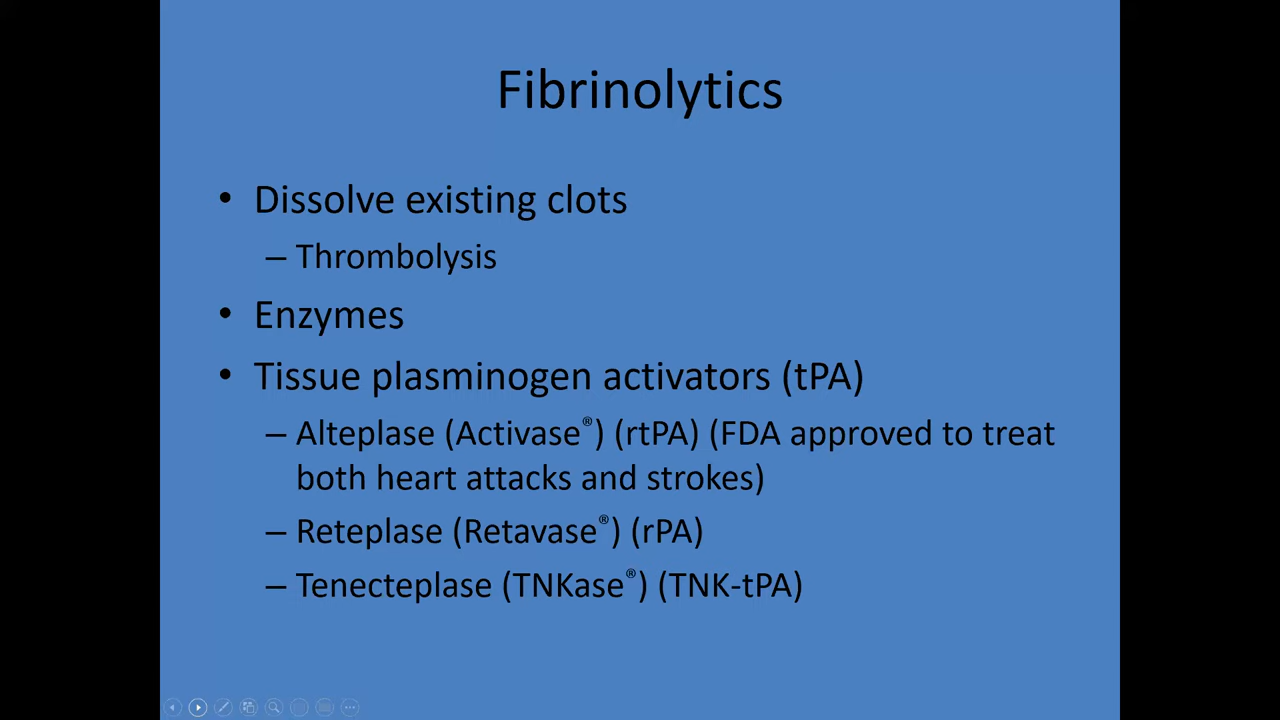 Fibrinolytics
• Dissolve existing clots
– Thrombolysis
• Enzymes
• Tissue plasminogen activators (tPA)
– Alteplase (Activase®) (rtPA) (FDA approved to treat
both heart attacks and strokes)
– Reteplase (Retavase®) (rPA)
– Tenecteplase (TNKase®) (TNK-tPA)